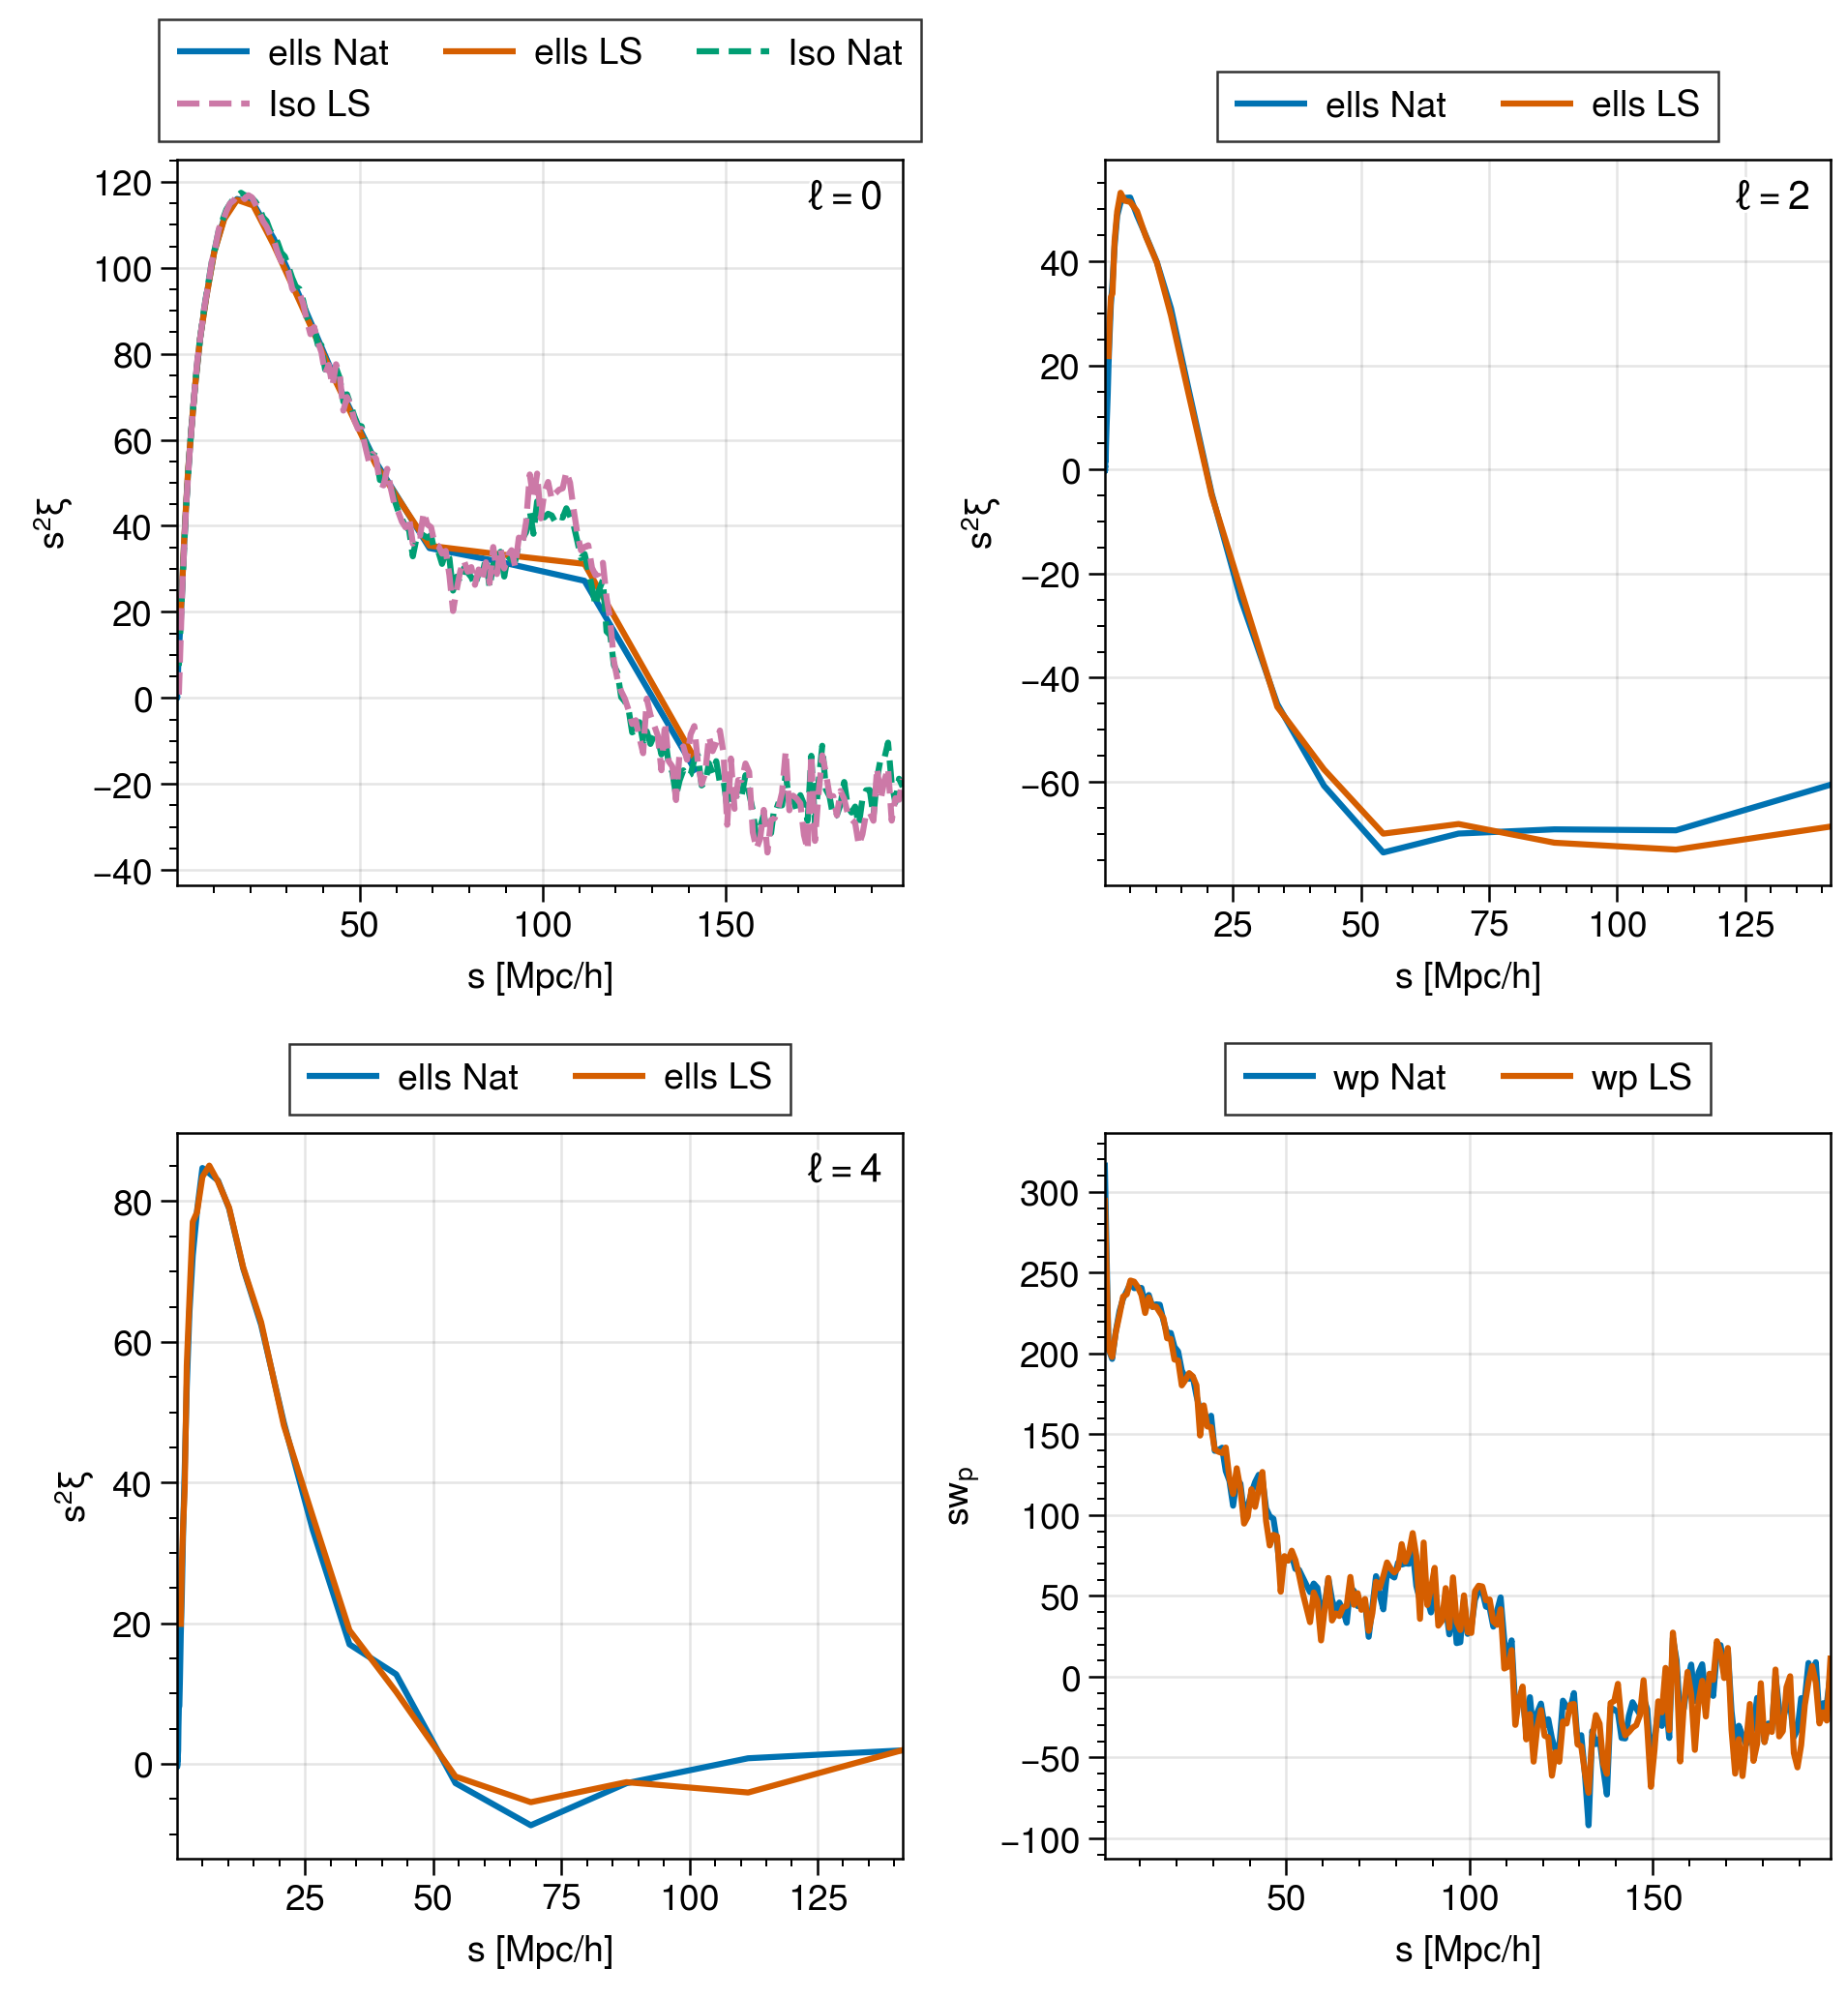 ells Nat ells LS Iso Nat
Iso LS
ells Nat ells LS
ℓ = 0
120
100
80
60
40
20
0
−20
−40
s²ξ
50 100 150
s [Mpc/h]
ℓ = 2
40
20
0
−20
−40
−60
s²ξ
25 50 75 100 125
s [Mpc/h]
ells Nat ells LS
ℓ = 4
80
60
40
20
0
s²ξ
25 50 75 100 125
s [Mpc/h]
wp Nat wp LS
300
250
200
150
100
50
0
−50
−100
swₚ
50 100 150
s [Mpc/h]